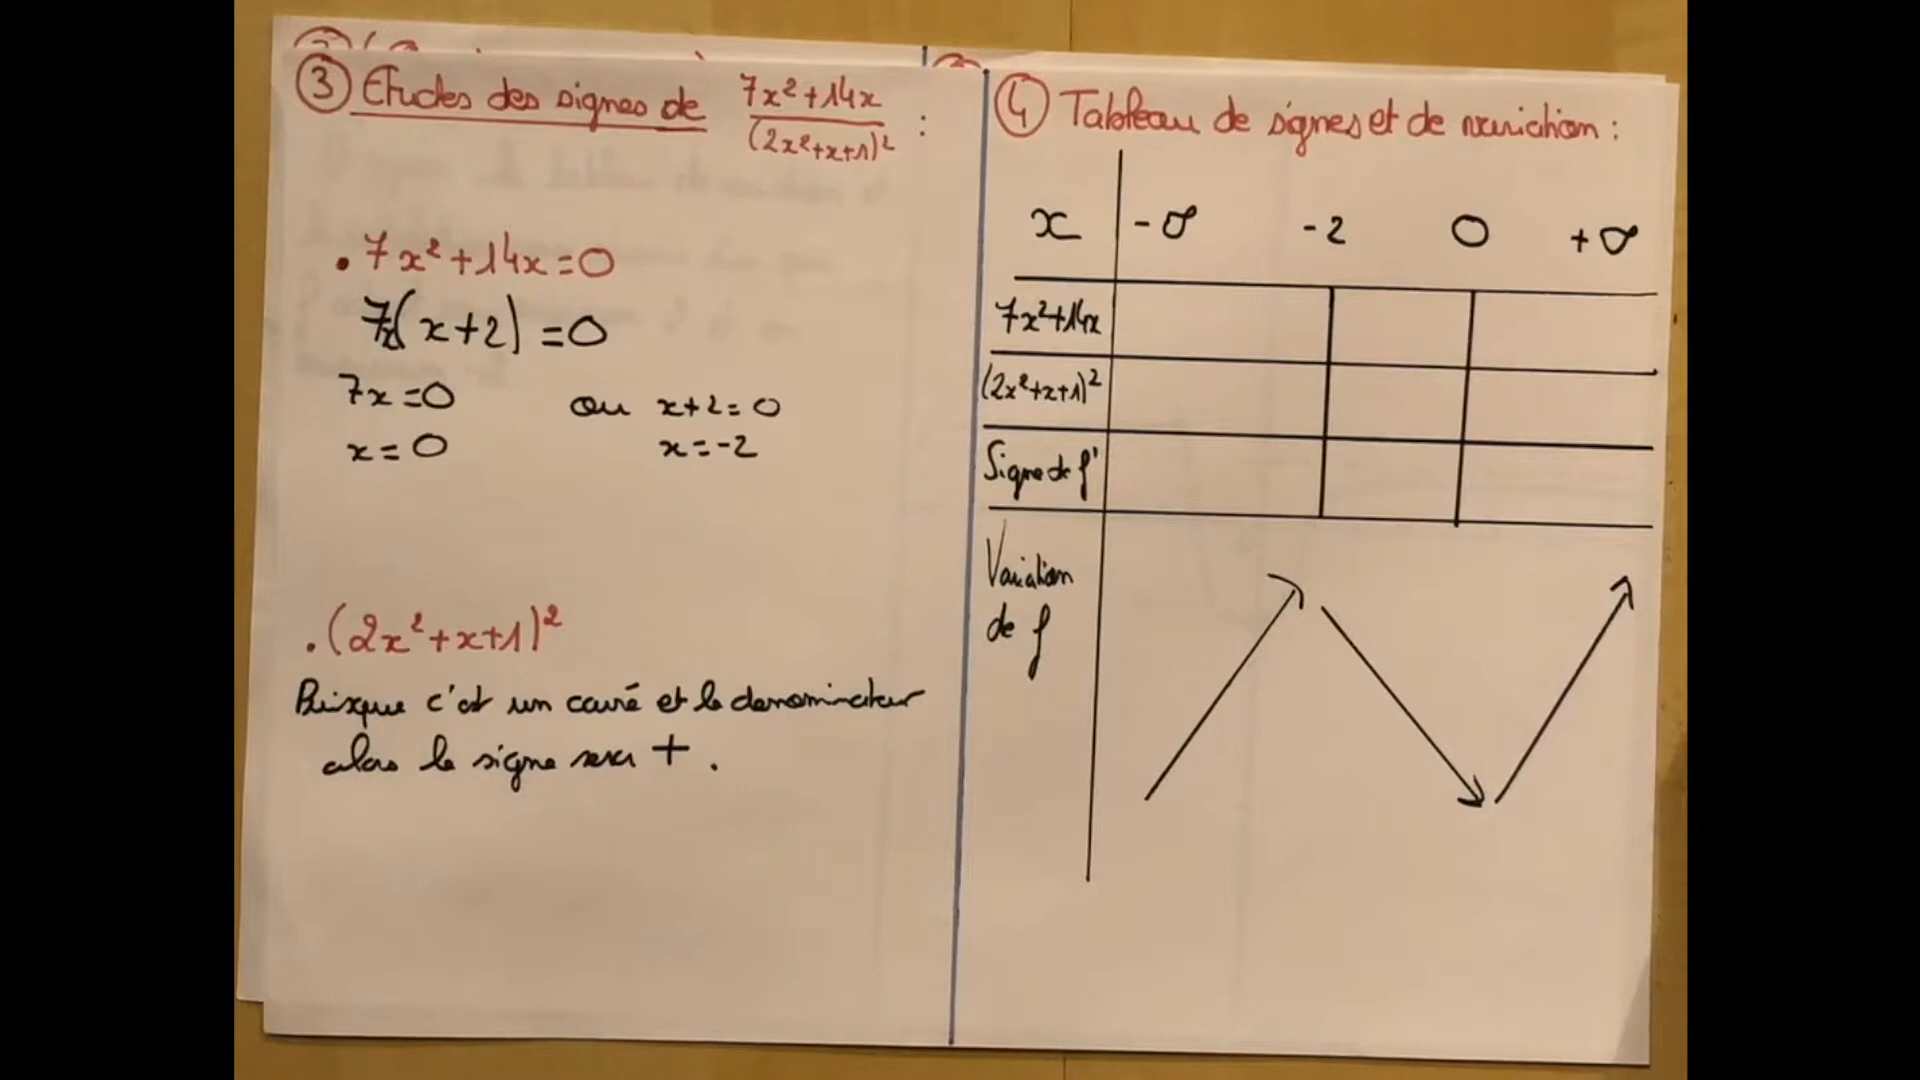 ③ Etudes des signes de 7x²+14x / (2x²+x+1)² :
. 7x²+14x=0
7x(x+2)=0
7x=0 ou x+2=0
x=0 x=-2
. (2x²+x+1)²
Puisque c'est un carré et le denominateur
alors le signe sera + .
④ Tableau de signes et de variation :
x -∞ -2 0 +∞
7x²+14x
(2x²+x+1)²
Signe de f'
Variation
de f